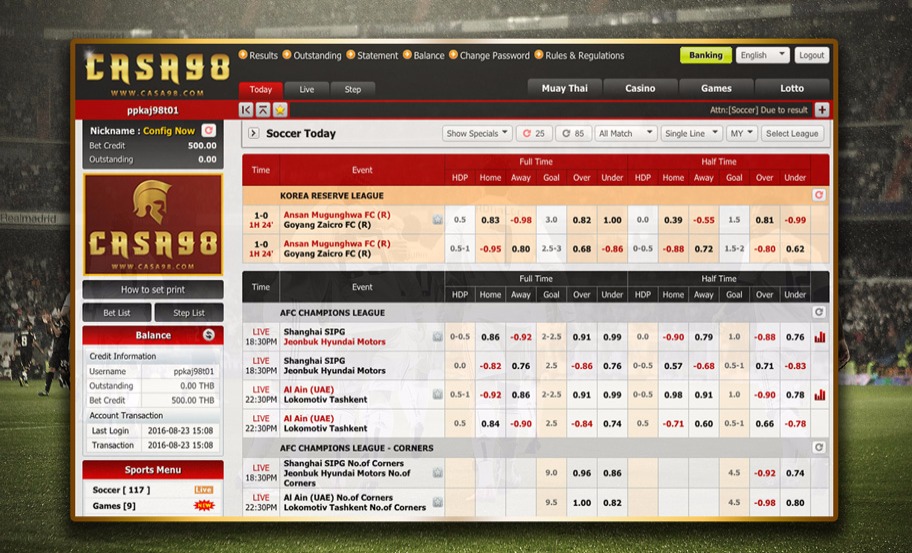 Realmadrid
CASA98
WWW.CASA98.COM
Results Outstanding Statement Balance Change Password Rules & Regulations
Banking English Logout
Today Live Step
Muay Thai Casino Games Lotto
ppkaj98t01
Attn:[Soccer] Due to result
Nickname : Config Now
Bet Credit 500.00
Outstanding 0.00
CASA98
WWW.CASA98.COM
How to set print
Bet List Step List
Balance
Credit Information
Username ppkaj98t01
Outstanding 0.00 THB
Bet Credit 500.00 THB
Account Transaction
Last Login 2016-08-23 15:08
Transaction 2016-08-23 15:08
Sports Menu
Soccer [ 117 ] Live
Games [9] NEW
Soccer Today
Show Specials 25 85 All Match Single Line MY Select League
Time Event Full Time Half Time
HDP Home Away Goal Over Under HDP Home Away Goal Over Under
KOREA RESERVE LEAGUE
1-0 Ansan Mugunghwa FC (R) 0.5 0.83 -0.98 3.0 0.82 1.00 0.0 0.39 -0.55 1.5 0.81 -0.99
1H 24' Goyang Zaicro FC (R)
1-0 Ansan Mugunghwa FC (R) 0.5-1 -0.95 0.80 2.5-3 0.68 -0.86 0-0.5 -0.88 0.72 1.5-2 -0.80 0.62
1H 24' Goyang Zaicro FC (R)
Time Event Full Time Half Time
HDP Home Away Goal Over Under HDP Home Away Goal Over Under
AFC CHAMPIONS LEAGUE
LIVE Shanghai SIPG 0-0.5 0.86 -0.92 2-2.5 0.91 0.99 0.0 -0.90 0.79 1.0 -0.88 0.76
18:30PM Jeonbuk Hyundai Motors
LIVE Shanghai SIPG 0.0 -0.82 0.76 2.5 -0.86 0.76 0-0.5 0.57 -0.68 0.5-1 0.71 -0.83
18:30PM Jeonbuk Hyundai Motors
LIVE Al Ain (UAE) 0.5-1 -0.92 0.86 2-2.5 0.91 0.99 0-0.5 0.98 0.91 1.0 -0.90 0.78
22:30PM Lokomotiv Tashkent
LIVE Al Ain (UAE) 0.5 0.84 -0.90 2.5 -0.84 0.74 0.5 -0.71 0.60 0.5-1 0.66 -0.78
22:30PM Lokomotiv Tashkent
AFC CHAMPIONS LEAGUE - CORNERS
LIVE Shanghai SIPG No.of Corners 9.0 0.96 0.86 4.5 -0.92 0.74
18:30PM Jeonbuk Hyundai Motors No.of
Corners
LIVE Al Ain (UAE) No.of Corners 9.5 1.00 0.82 4.5 -0.98 0.80
22:30PM Lokomotiv Tashkent No.of Corners